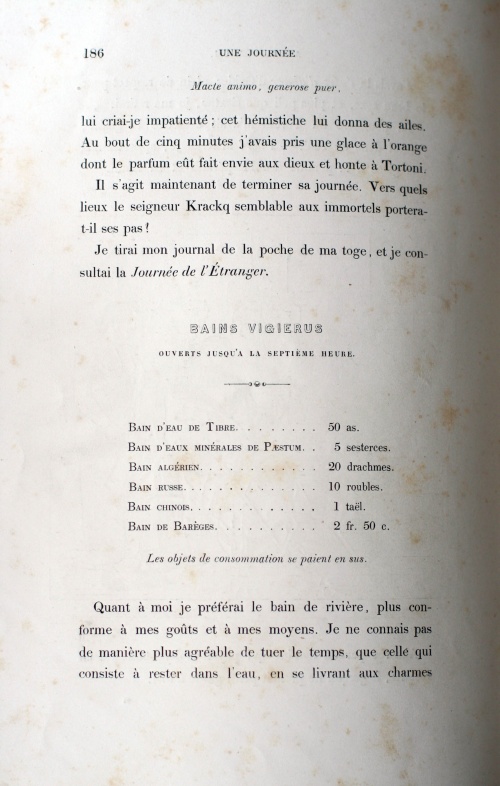 186 UNE JOURNÉE
Macte animo, generose puer,
lui criai-je impatienté ; cet hémistiche lui donna des ailes.
Au bout de cinq minutes j'avais pris une glace à l'orange
dont le parfum eût fait envie aux dieux et honte à Tortoni.
Il s'agit maintenant de terminer sa journée. Vers quels
lieux le seigneur Krackq semblable aux immortels portera-
t-il ses pas !
Je tirai mon journal de la poche de ma toge, et je con-
sultai la Journée de l'Étranger.
BAINS VIGIERUS
OUVERTS JUSQU'A LA SEPTIÈME HEURE.
BAIN D'EAU DE TIBRE. . . . . . . . 50 as.
BAIN D'EAUX MINÉRALES DE PÆSTUM. . 5 sesterces.
BAIN ALGÉRIEN. . . . . . . . . . . . 20 drachmes.
BAIN RUSSE. . . . . . . . . . . . . 10 roubles.
BAIN CHINOIS. . . . . . . . . . . . 1 taël.
BAIN DE BARÈGES. . . . . . . . . . 2 fr. 50 c.
Les objets de consommation se paient en sus.
Quant à moi je préférai le bain de rivière, plus con-
forme à mes goûts et à mes moyens. Je ne connais pas
de manière plus agréable de tuer le temps, que celle qui
consiste à rester dans l'eau, en se livrant aux charmes